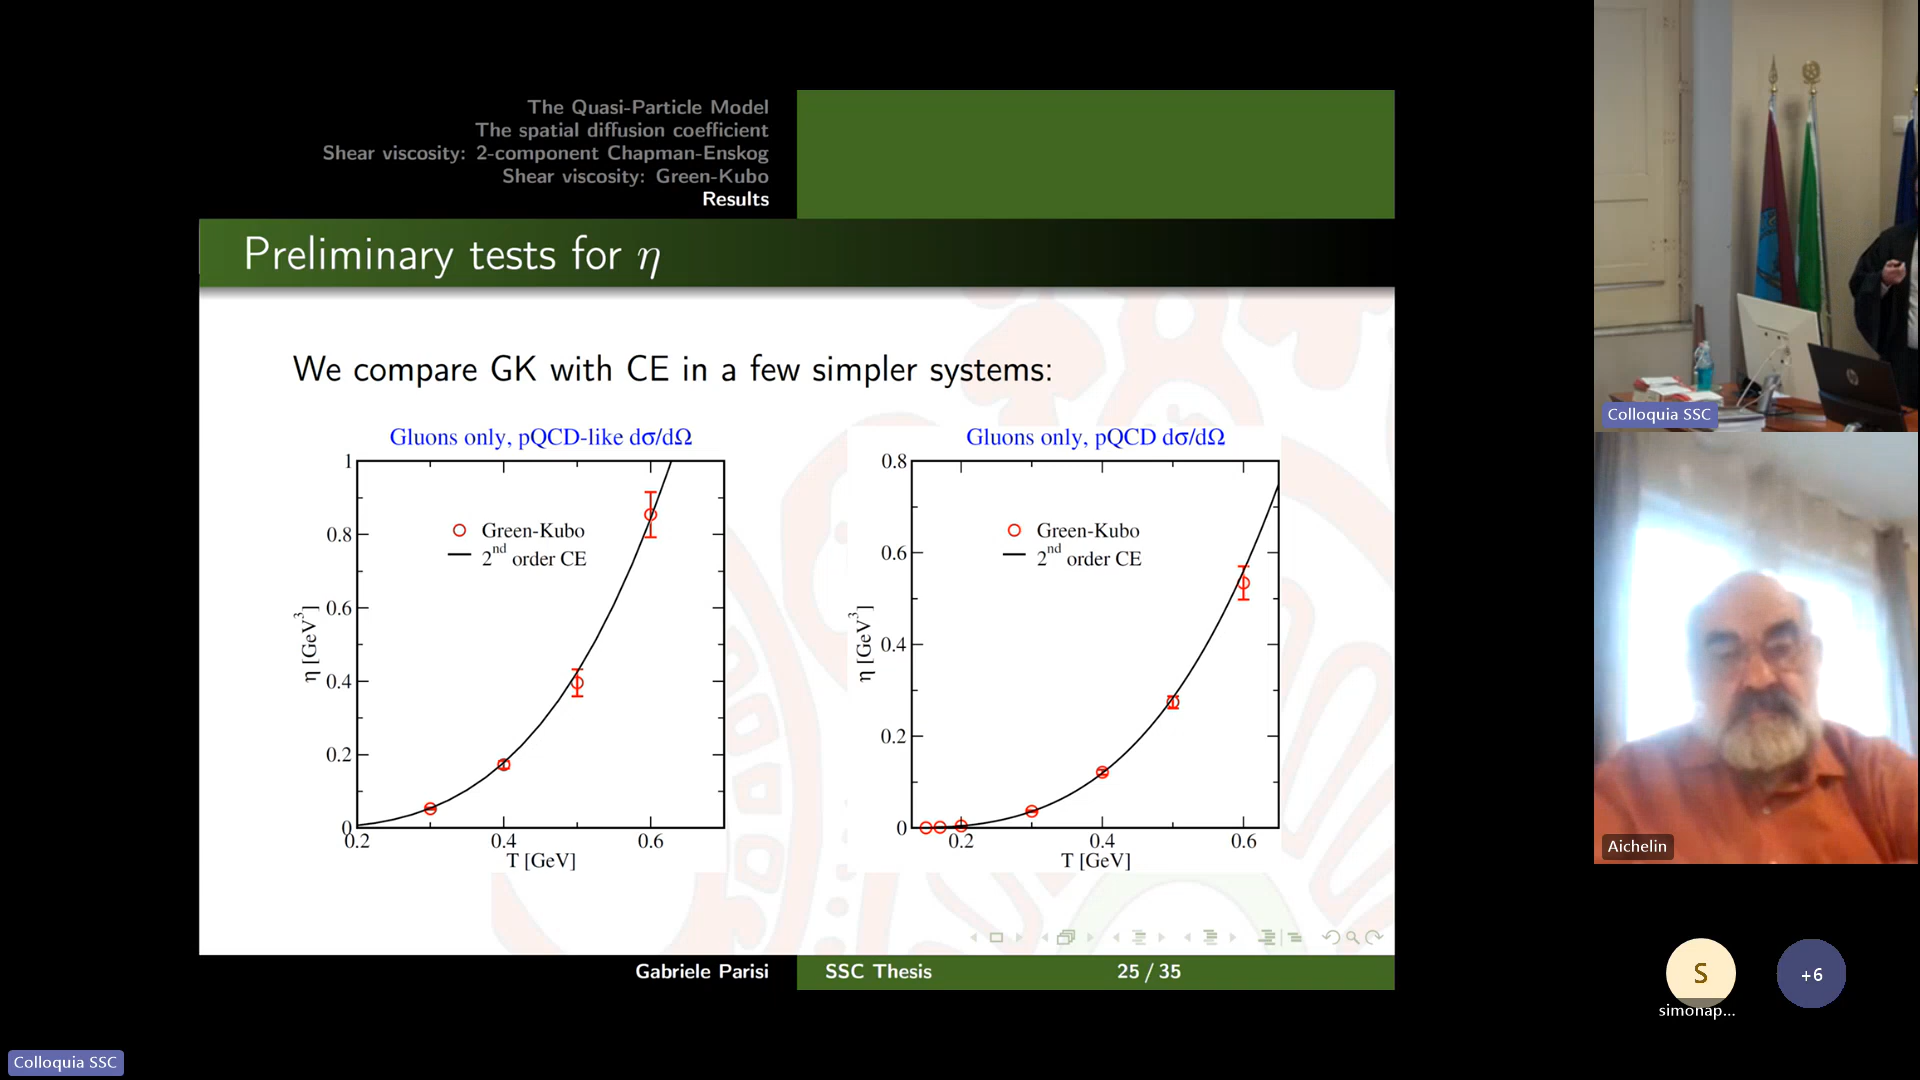 The Quasi-Particle Model
The spatial diffusion coefficient
Shear viscosity: 2-component Chapman-Enskog
Shear viscosity: Green-Kubo
Results
Preliminary tests for η
We compare GK with CE in a few simpler systems:
Gluons only, pQCD-like dσ/dΩ
1
0.8
0.6
0.4
0.2
0
η [GeV³]
Green-Kubo
2nd order CE
0.2 0.4 0.6
T [GeV]
Gluons only, pQCD dσ/dΩ
0.8
0.6
0.4
0.2
0
η [GeV³]
Green-Kubo
2nd order CE
0.2 0.4 0.6
T [GeV]
Gabriele Parisi SSC Thesis 25 / 35
Colloquia SSC
Aichelin
S
simonap...
+6
Colloquia SSC